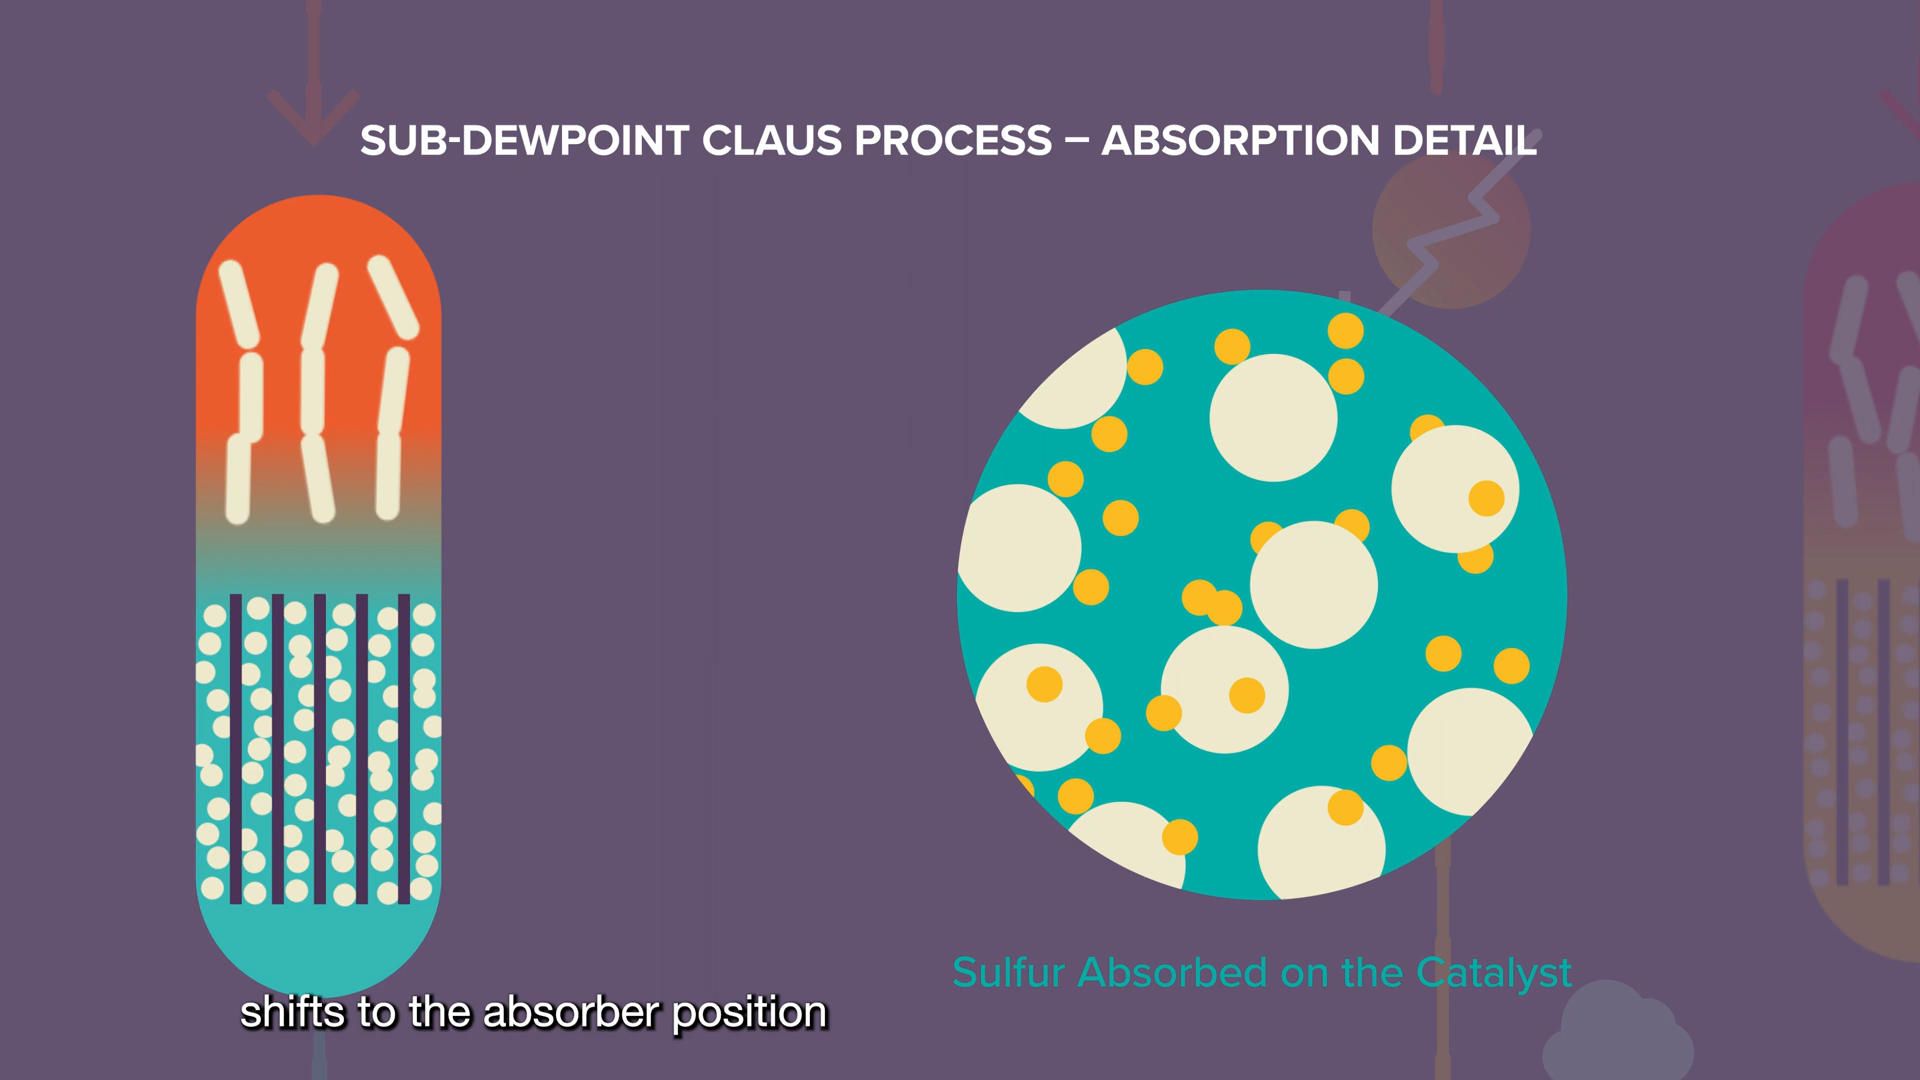 SUB-DEWPOINT CLAUS PROCESS – ABSORPTION DETAIL
Sulfur Absorbed on the Catalyst
shifts to the absorber position